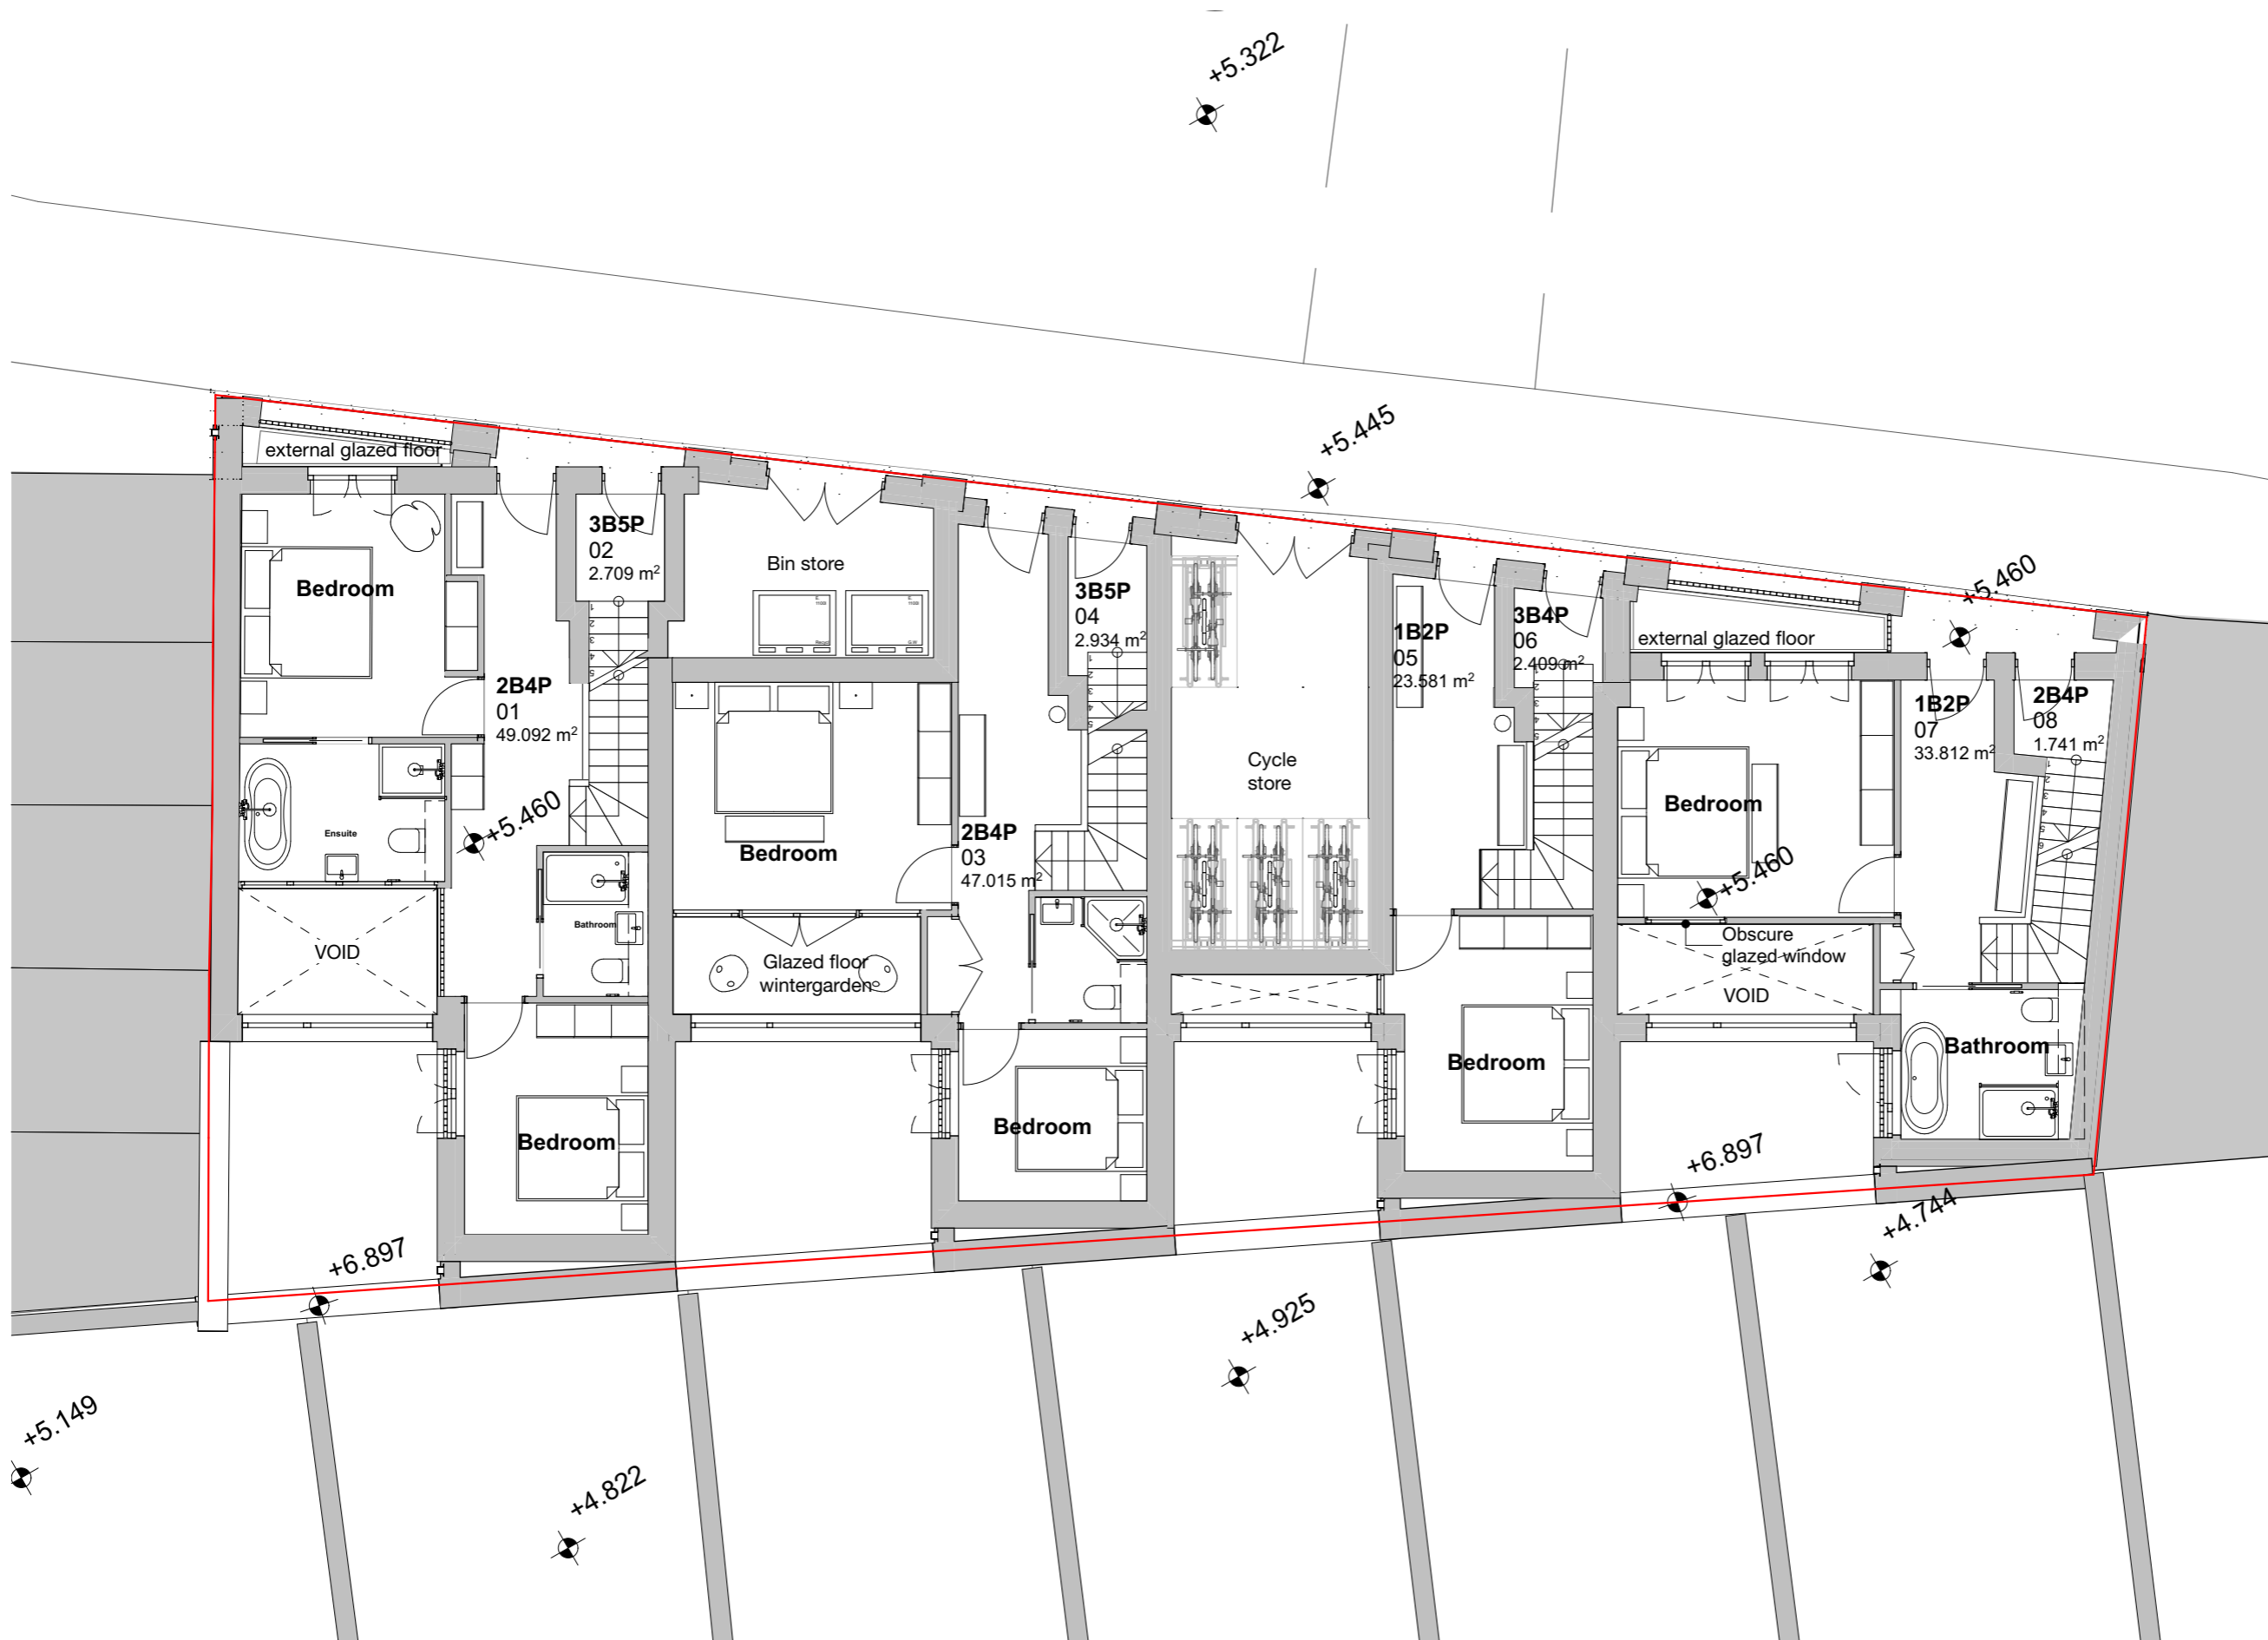 +5.322
+5.445
+5.460
external glazed floor
3B5P
02
2.709 m²
Bin store
Bedroom
3B5P
04
2.934 m²
1B2P
05
23.581 m²
3B4P
06
2.409 m²
external glazed floor
2B4P
01
49.092 m²
1B2P
07
33.812 m²
2B4P
08
1.741 m²
Cycle
store
Bedroom
+5.460
Ensuite
2B4P
03
47.015 m²
Bedroom
+5.460
Bathroom
VOID
Glazed floor
wintergarden
Obscure
glazed window
VOID
Bathroom
Bedroom
Bedroom
Bedroom
+6.897
+6.897
+4.744
+4.925
+5.149
+4.822